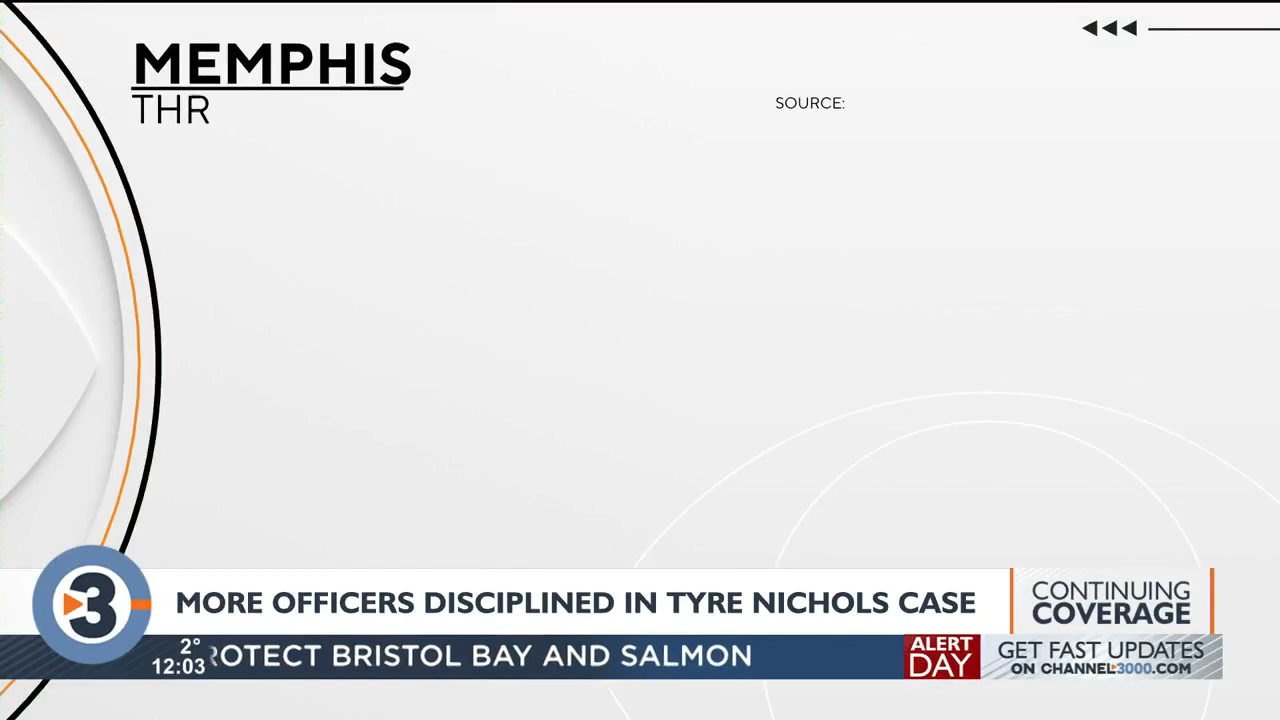 MEMPHIS
THR
SOURCE:
3
MORE OFFICERS DISCIPLINED IN TYRE NICHOLS CASE
CONTINUING
COVERAGE
2°
12:03
ROTECT BRISTOL BAY AND SALMON
ALERT
DAY
GET FAST UPDATES
ON CHANNEL3000.COM